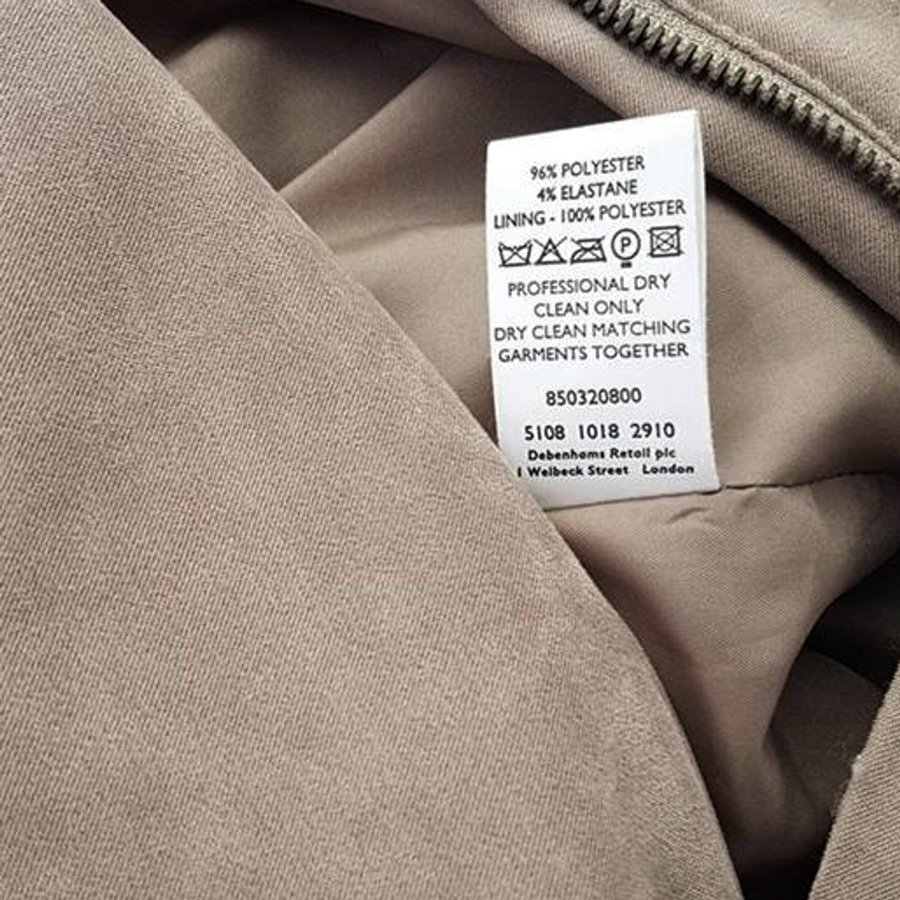 96% POLYESTER
4% ELASTANE
LINING - 100% POLYESTER
P
PROFESSIONAL DRY
CLEAN ONLY
DRY CLEAN MATCHING
GARMENTS TOGETHER
850320800
5108 1018 2910
Debenhams Retail plc
1 Welbeck Street London